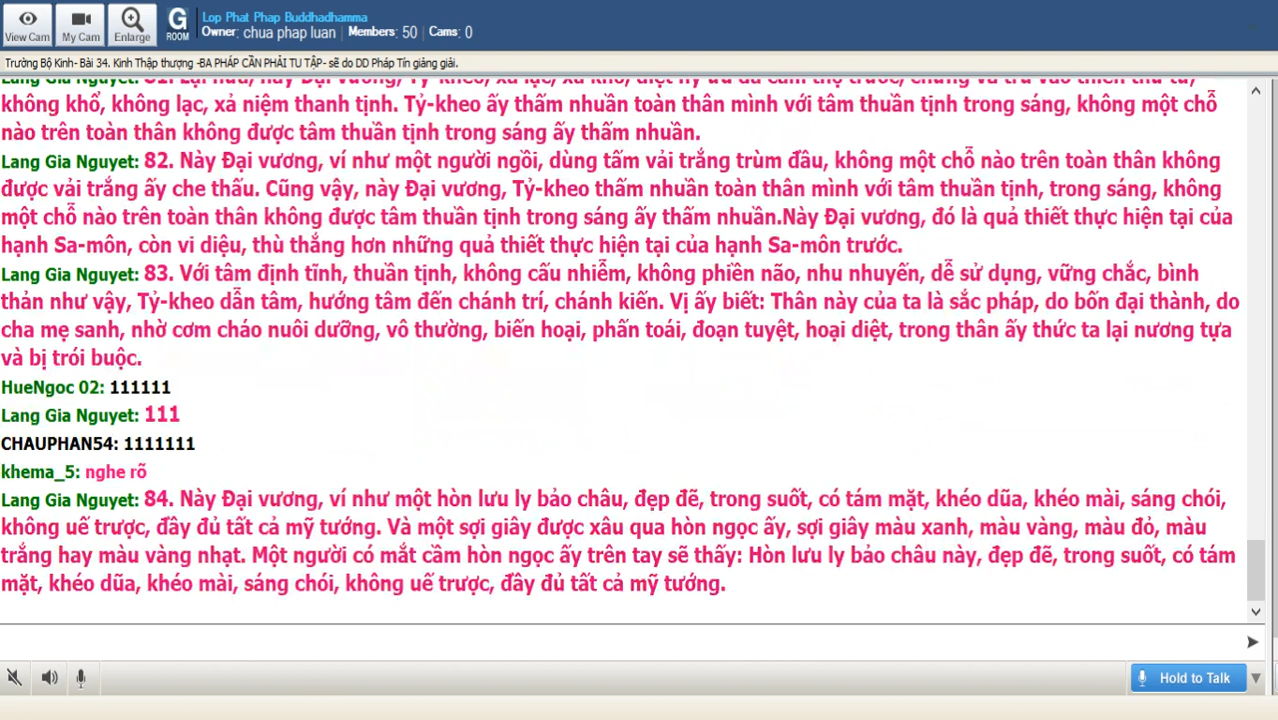 Lop Phat Phap Buddhadhamma
Owner: chua phap luan | Members: 50 | Cams: 0
View Cam
My Cam
Enlarge
G
ROOM
Trường Bộ Kinh- Bài 34. Kinh Thập thượng -BA PHÁP CẦN PHẢI TU TẬP- sẽ do DD Pháp Tín giảng giải.
không khổ, không lạc, xả niệm thanh tịnh. Tỷ-kheo ấy thấm nhuần toàn thân mình với tâm thuần tịnh trong sáng, không một chỗ
nào trên toàn thân không được tâm thuần tịnh trong sáng ấy thấm nhuần.
Lang Gia Nguyet: 82. Này Đại vương, ví như một người ngồi, dùng tấm vải trắng trùm đầu, không một chỗ nào trên toàn thân không
được vải trắng ấy che thấu. Cũng vậy, này Đại vương, Tỷ-kheo thấm nhuần toàn thân mình với tâm thuần tịnh, trong sáng, không
một chỗ nào trên toàn thân không được tâm thuần tịnh trong sáng ấy thấm nhuần.Này Đại vương, đó là quả thiết thực hiện tại của
hạnh Sa-môn, còn vi diệu, thù thắng hơn những quả thiết thực hiện tại của hạnh Sa-môn trước.
Lang Gia Nguyet: 83. Với tâm định tĩnh, thuần tịnh, không cấu nhiễm, không phiền não, nhu nhuyến, dễ sử dụng, vững chắc, bình
thản như vậy, Tỷ-kheo dẫn tâm, hướng tâm đến chánh trí, chánh kiến. Vị ấy biết: Thân này của ta là sắc pháp, do bốn đại thành, do
cha mẹ sanh, nhờ cơm cháo nuôi dưỡng, vô thường, biến hoại, phấn toái, đoạn tuyệt, hoại diệt, trong thân ấy thức ta lại nương tựa
và bị trói buộc.
HueNgoc 02: 111111
Lang Gia Nguyet: 111
CHAUPHAN54: 1111111
khema_5: nghe rõ
Lang Gia Nguyet: 84. Này Đại vương, ví như một hòn lưu ly bảo châu, đẹp đẽ, trong suốt, có tám mặt, khéo dũa, khéo mài, sáng chói,
không uế trược, đầy đủ tất cả mỹ tướng. Và một sợi giây được xâu qua hòn ngọc ấy, sợi giây màu xanh, màu vàng, màu đỏ, màu
trắng hay màu vàng nhạt. Một người có mắt cầm hòn ngọc ấy trên tay sẽ thấy: Hòn lưu ly bảo châu này, đẹp đẽ, trong suốt, có tám
mặt, khéo dũa, khéo mài, sáng chói, không uế trược, đầy đủ tất cả mỹ tướng.
Hold to Talk